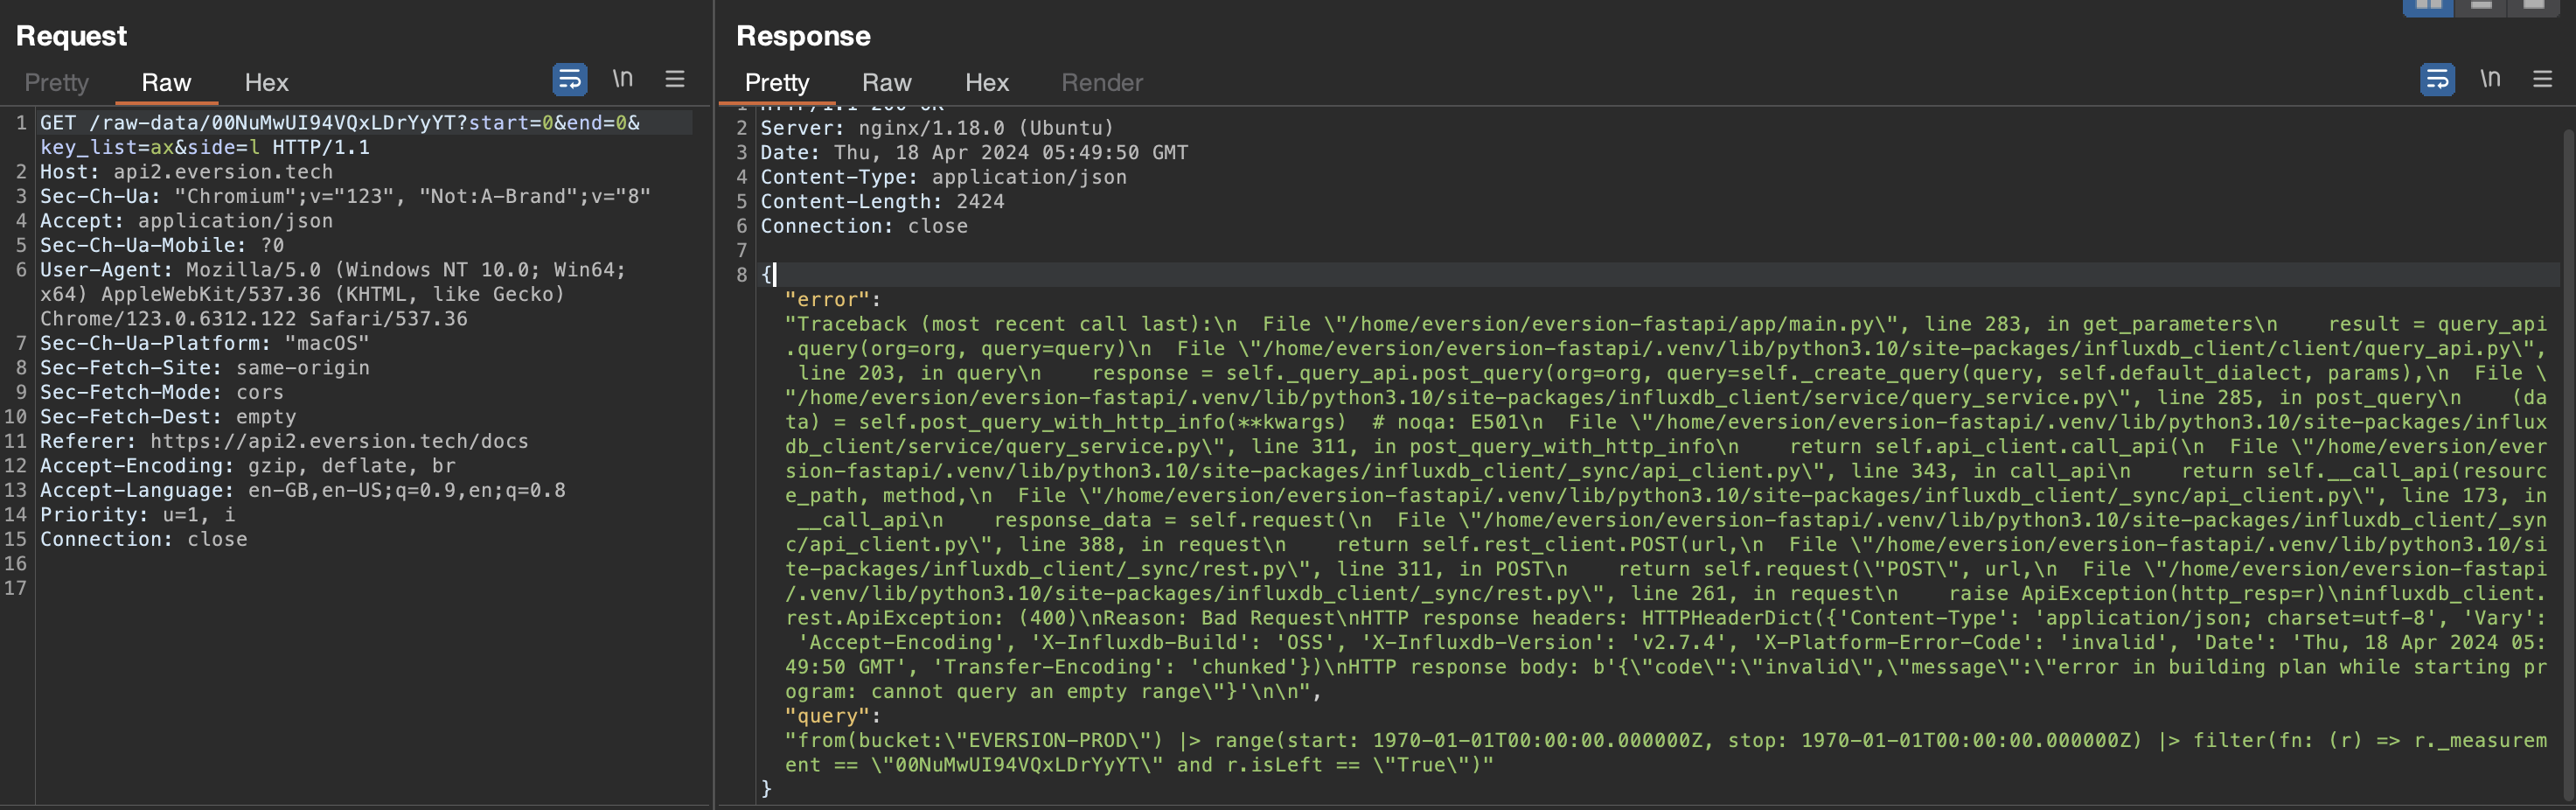 Request
Pretty Raw Hex \n
1 GET /raw-data/00NuMwUI94VQxLDrYyYT?start=0&end=0&
key_list=ax&side=l HTTP/1.1
2 Host: api2.eversion.tech
3 Sec-Ch-Ua: "Chromium";v="123", "Not:A-Brand";v="8"
4 Accept: application/json
5 Sec-Ch-Ua-Mobile: ?0
6 User-Agent: Mozilla/5.0 (Windows NT 10.0; Win64;
x64) AppleWebKit/537.36 (KHTML, like Gecko)
Chrome/123.0.6312.122 Safari/537.36
7 Sec-Ch-Ua-Platform: "macOS"
8 Sec-Fetch-Site: same-origin
9 Sec-Fetch-Mode: cors
10 Sec-Fetch-Dest: empty
11 Referer: https://api2.eversion.tech/docs
12 Accept-Encoding: gzip, deflate, br
13 Accept-Language: en-GB,en-US;q=0.9,en;q=0.8
14 Priority: u=1, i
15 Connection: close
16
17
Response
Pretty Raw Hex Render \n
1 HTTP/1.1 200 OK
2 Server: nginx/1.18.0 (Ubuntu)
3 Date: Thu, 18 Apr 2024 05:49:50 GMT
4 Content-Type: application/json
5 Content-Length: 2424
6 Connection: close
7
8 {
"error":
"Traceback (most recent call last):\n  File \"/home/eversion/eversion-fastapi/app/main.py\", line 283, in get_parameters\n    result = query_api
.query(org=org, query=query)\n  File \"/home/eversion/eversion-fastapi/.venv/lib/python3.10/site-packages/influxdb_client/client/query_api.py\",
line 203, in query\n    response = self._query_api.post_query(org=org, query=self._create_query(query, self.default_dialect, params),\n  File \
"/home/eversion/eversion-fastapi/.venv/lib/python3.10/site-packages/influxdb_client/service/query_service.py\", line 285, in post_query\n    (da
ta) = self.post_query_with_http_info(**kwargs)  # noqa: E501\n  File \"/home/eversion/eversion-fastapi/.venv/lib/python3.10/site-packages/influx
db_client/service/query_service.py\", line 311, in post_query_with_http_info\n    return self.api_client.call_api(\n  File \"/home/eversion/ever
sion-fastapi/.venv/lib/python3.10/site-packages/influxdb_client/_sync/api_client.py\", line 343, in call_api\n    return self.__call_api(resourc
e_path, method,\n  File \"/home/eversion/eversion-fastapi/.venv/lib/python3.10/site-packages/influxdb_client/_sync/api_client.py\", line 173, in
__call_api\n    response_data = self.request(\n  File \"/home/eversion/eversion-fastapi/.venv/lib/python3.10/site-packages/influxdb_client/_syn
c/api_client.py\", line 388, in request\n    return self.rest_client.POST(url,\n  File \"/home/eversion/eversion-fastapi/.venv/lib/python3.10/si
te-packages/influxdb_client/_sync/rest.py\", line 311, in POST\n    return self.request(\"POST\", url,\n  File \"/home/eversion/eversion-fastapi
/.venv/lib/python3.10/site-packages/influxdb_client/_sync/rest.py\", line 261, in request\n    raise ApiException(http_resp=r)\ninfluxdb_client.
rest.ApiException: (400)\nReason: Bad Request\nHTTP response headers: HTTPHeaderDict({'Content-Type': 'application/json; charset=utf-8', 'Vary':
'Accept-Encoding', 'X-Influxdb-Build': 'OSS', 'X-Influxdb-Version': 'v2.7.4', 'X-Platform-Error-Code': 'invalid', 'Date': 'Thu, 18 Apr 2024 05:
49:50 GMT', 'Transfer-Encoding': 'chunked'})\nHTTP response body: b'{\"code\":\"invalid\",\"message\":\"error in building plan while starting pr
ogram: cannot query an empty range\"}'\n\n",
"query":
"from(bucket:\"EVERSION-PROD\") |> range(start: 1970-01-01T00:00:00.000000Z, stop: 1970-01-01T00:00:00.000000Z) |> filter(fn: (r) => r._measurem
ent == \"00NuMwUI94VQxLDrYyYT\" and r.isLeft == \"True\")"
}